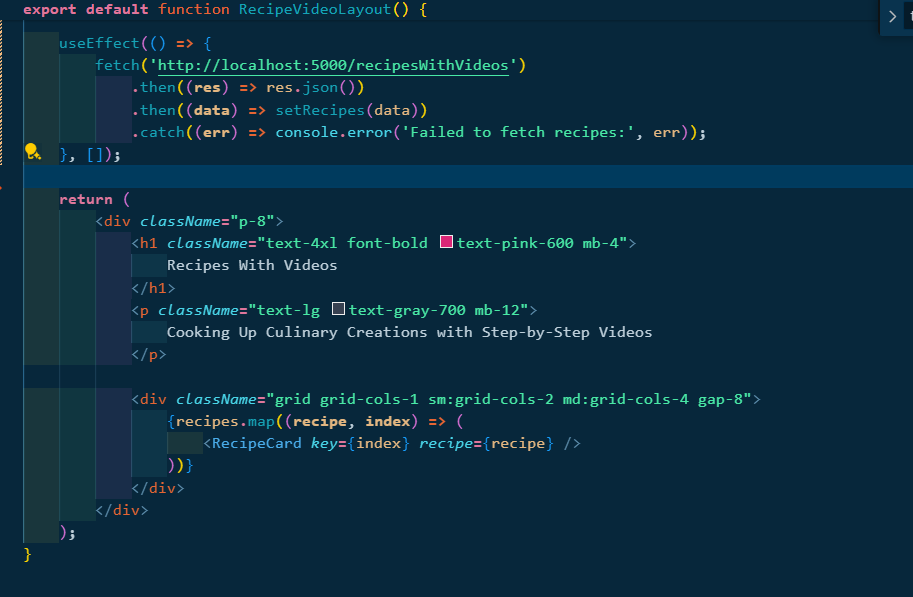 export default function RecipeVideoLayout() {
useEffect(() => {
fetch('http://localhost:5000/recipesWithVideos')
.then((res) => res.json())
.then((data) => setRecipes(data))
.catch((err) => console.error('Failed to fetch recipes:', err));
}, []);
return (
<div className="p-8">
<h1 className="text-4xl font-bold text-pink-600 mb-4">
Recipes With Videos
</h1>
<p className="text-lg text-gray-700 mb-12">
Cooking Up Culinary Creations with Step-by-Step Videos
</p>
<div className="grid grid-cols-1 sm:grid-cols-2 md:grid-cols-4 gap-8">
{recipes.map((recipe, index) => (
<RecipeCard key={index} recipe={recipe} />
))}
</div>
</div>
);
}